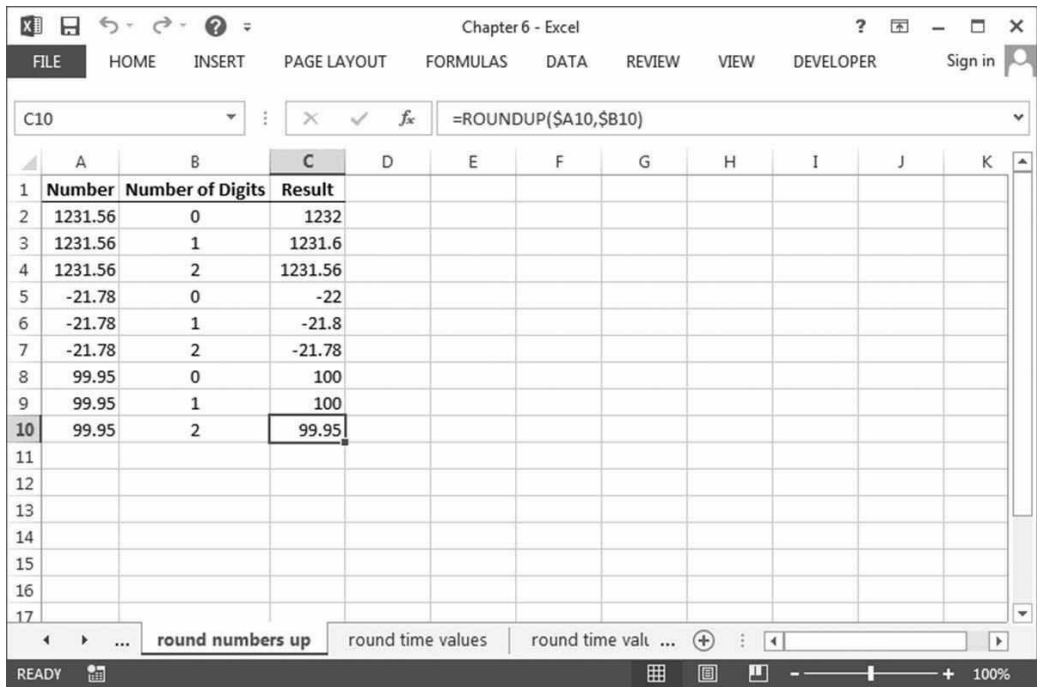 Chapter 6 - Excel
FILE HOME INSERT PAGE LAYOUT FORMULAS DATA REVIEW VIEW DEVELOPER Sign in
C10 fx =ROUNDUP($A10,$B10)
A B C D E F G H I J K
1 Number Number of Digits Result
2 1231.56 0 1232
3 1231.56 1 1231.6
4 1231.56 2 1231.56
5 -21.78 0 -22
6 -21.78 1 -21.8
7 -21.78 2 -21.78
8 99.95 0 100
9 99.95 1 100
10 99.95 2 99.95
11
12
13
14
15
16
17
... round numbers up round time values round time valu ...
READY 100%